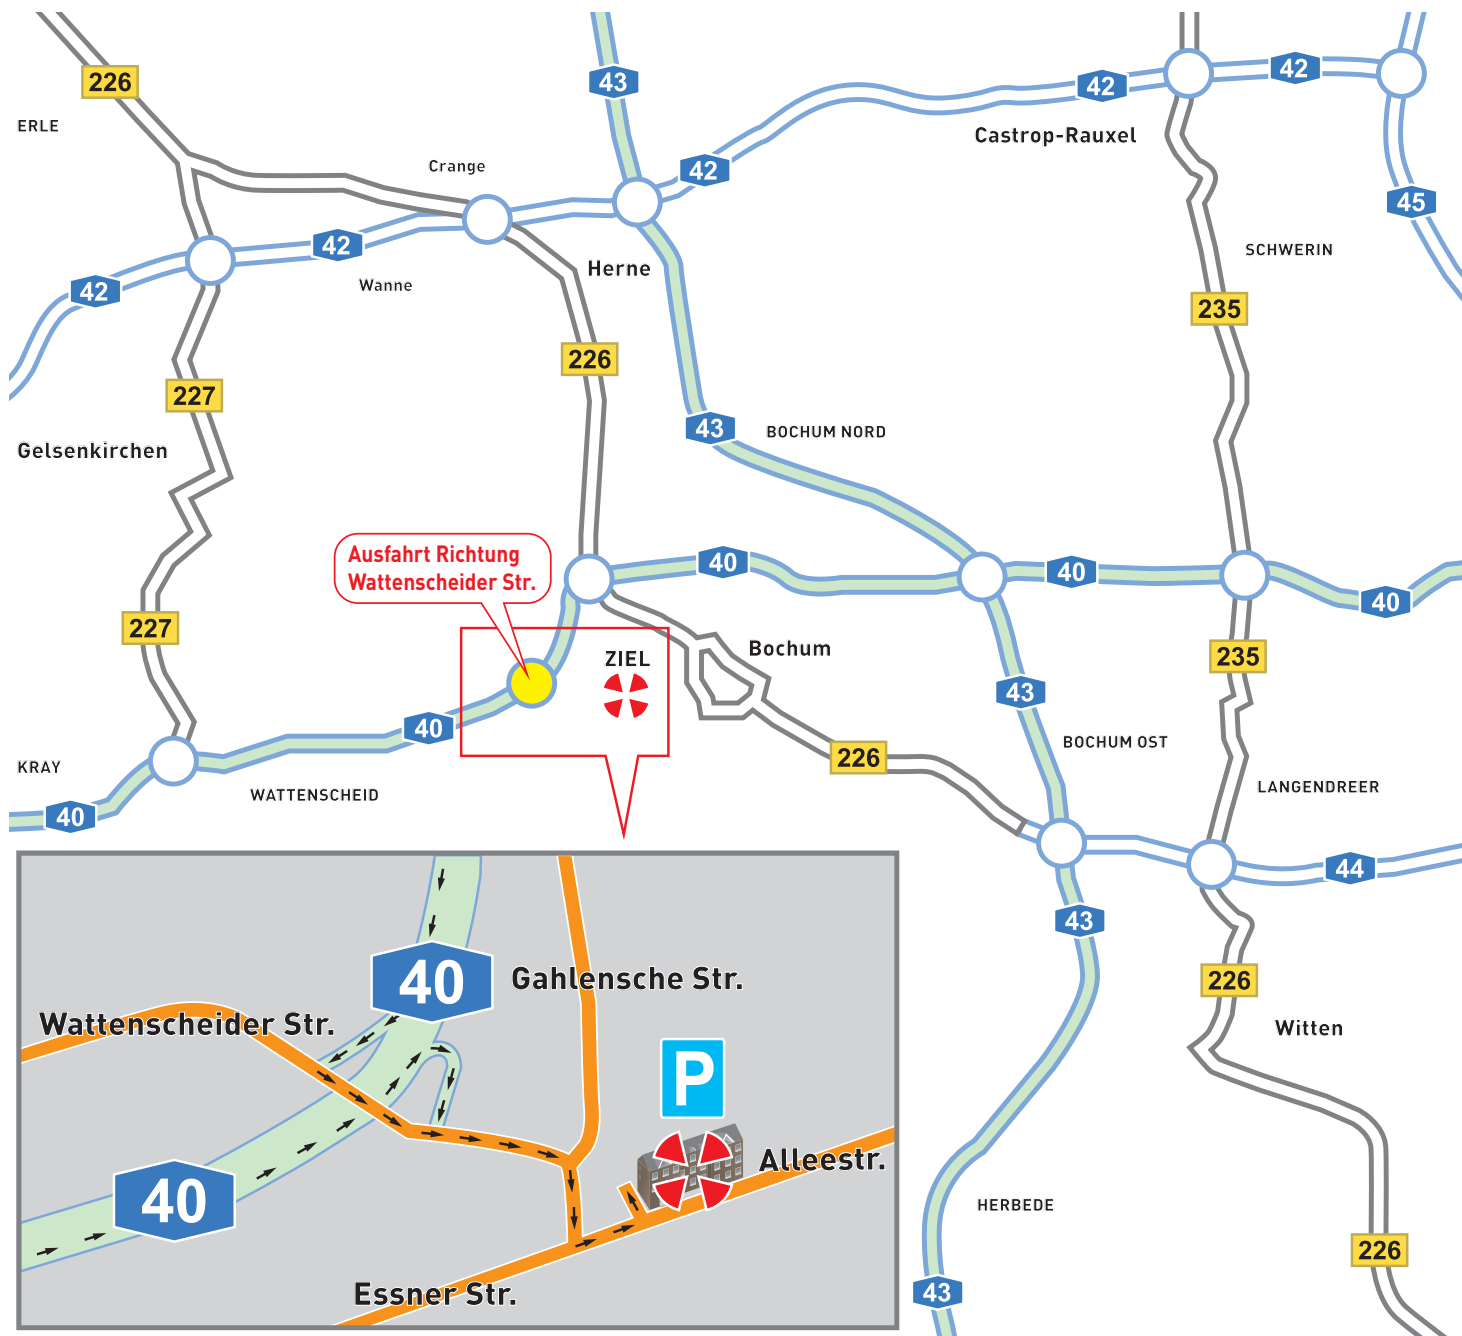 43
42
42
226
42
ERLE
Castrop-Rauxel
Crange
42
45
42
SCHWERIN
Herne
Wanne
42
235
226
227
43
BOCHUM NORD
Gelsenkirchen
Ausfahrt Richtung
Wattenscheider Str.
40
40
40
227
Bochum
235
ZIEL
43
40
BOCHUM OST
226
KRAY
LANGENDREER
WATTENSCHEID
40
44
43
40
Gahlensche Str.
226
Wattenscheider Str.
Witten
P
Alleestr.
40
HERBEDE
226
Essner Str.
43